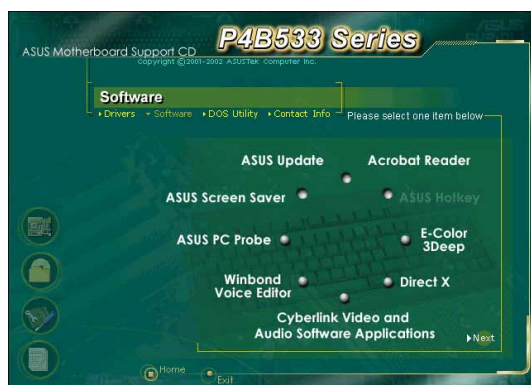 P4B533 Series
ASUS Motherboard Support CD
Copyright ©2001-2002 ASUSTek Computer Inc.
Software
Drivers Software DOS Utility Contact Info
Please select one item below
ASUS Update
Acrobat Reader
ASUS Screen Saver
ASUS Hotkey
ASUS PC Probe
E-Color
3Deep
Winbond
Voice Editor
Direct X
Cyberlink Video and
Audio Software Applications
Next
Home
Exit